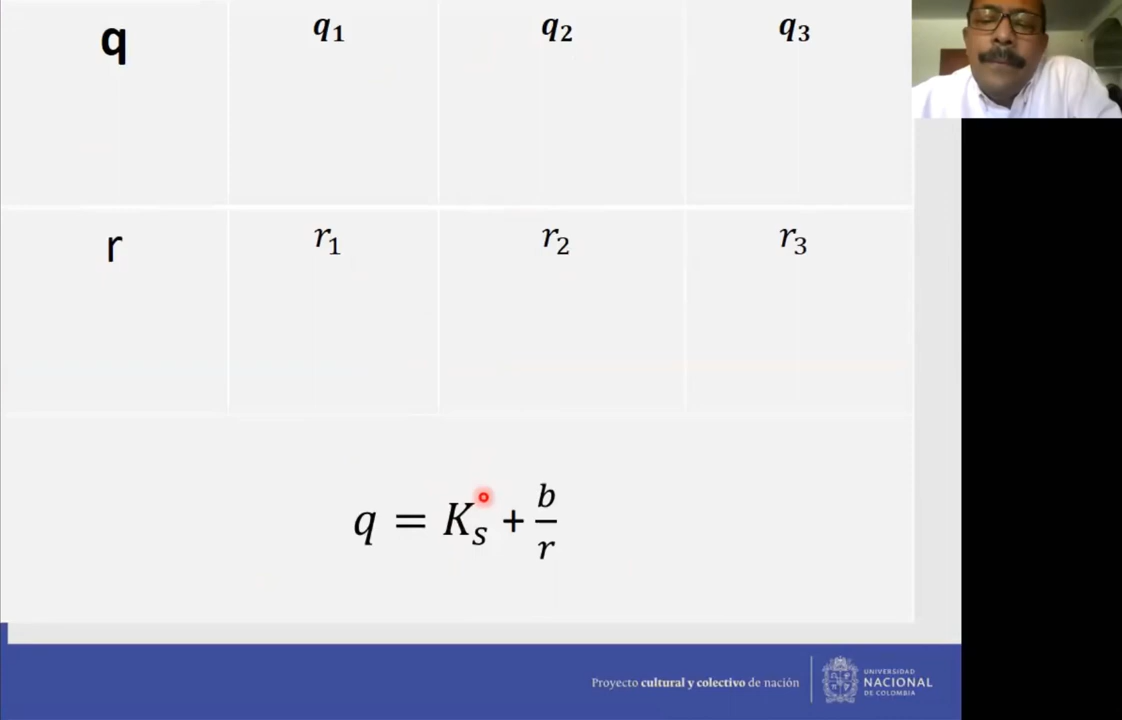 q q₁ q₂ q₃
r r₁ r₂ r₃
q = Kₛ + b/r
Proyecto cultural y colectivo de nación
UNIVERSIDAD
NACIONAL
DE COLOMBIA